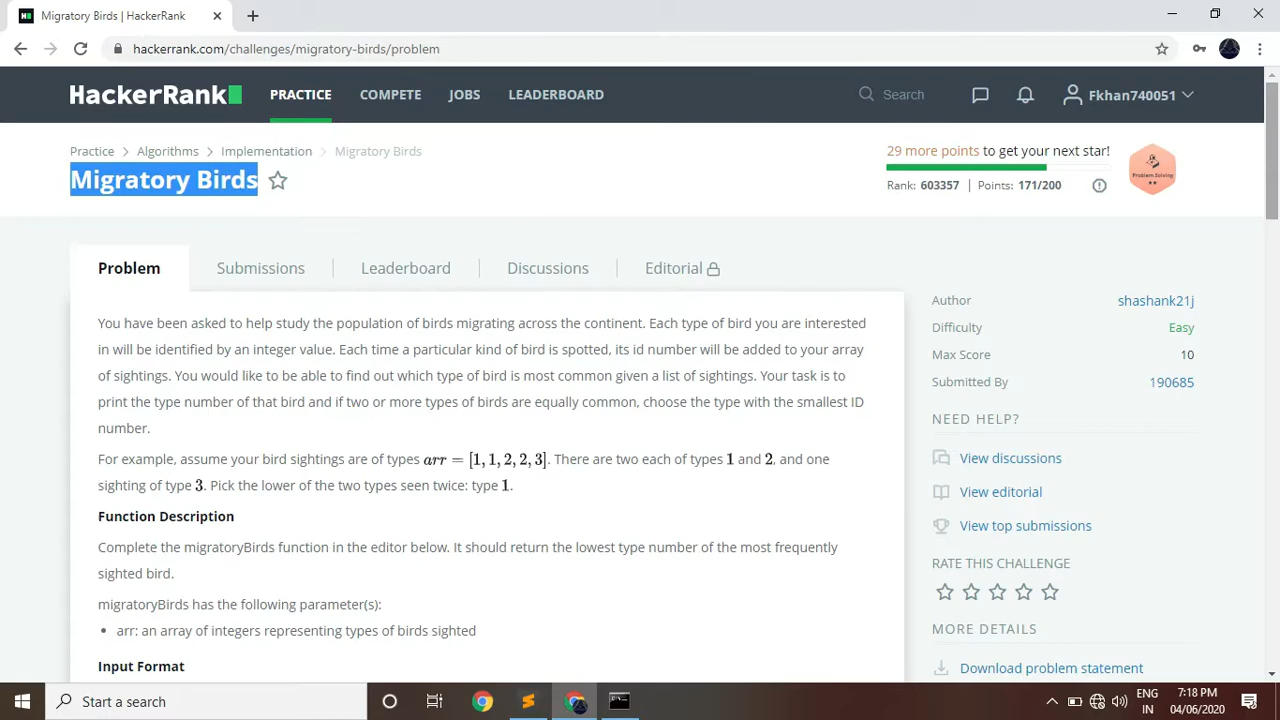 Migratory Birds | HackerRank
hackerrank.com/challenges/migratory-birds/problem
HackerRank PRACTICE COMPETE JOBS LEADERBOARD Search Fkhan740051
Practice > Algorithms > Implementation > Migratory Birds
Migratory Birds
29 more points to get your next star!
Rank: 603357 | Points: 171/200
Problem Solving
Problem Submissions Leaderboard Discussions Editorial
You have been asked to help study the population of birds migrating across the continent. Each type of bird you are interested
in will be identified by an integer value. Each time a particular kind of bird is spotted, its id number will be added to your array
of sightings. You would like to be able to find out which type of bird is most common given a list of sightings. Your task is to
print the type number of that bird and if two or more types of birds are equally common, choose the type with the smallest ID
number.
For example, assume your bird sightings are of types arr = [1, 1, 2, 2, 3]. There are two each of types 1 and 2, and one
sighting of type 3. Pick the lower of the two types seen twice: type 1.
Function Description
Complete the migratoryBirds function in the editor below. It should return the lowest type number of the most frequently
sighted bird.
migratoryBirds has the following parameter(s):
• arr: an array of integers representing types of birds sighted
Input Format
Author shashank21j
Difficulty Easy
Max Score 10
Submitted By 190685
NEED HELP?
View discussions
View editorial
View top submissions
RATE THIS CHALLENGE
MORE DETAILS
Download problem statement
Start a search
ENG
IN
7:18 PM
04/06/2020